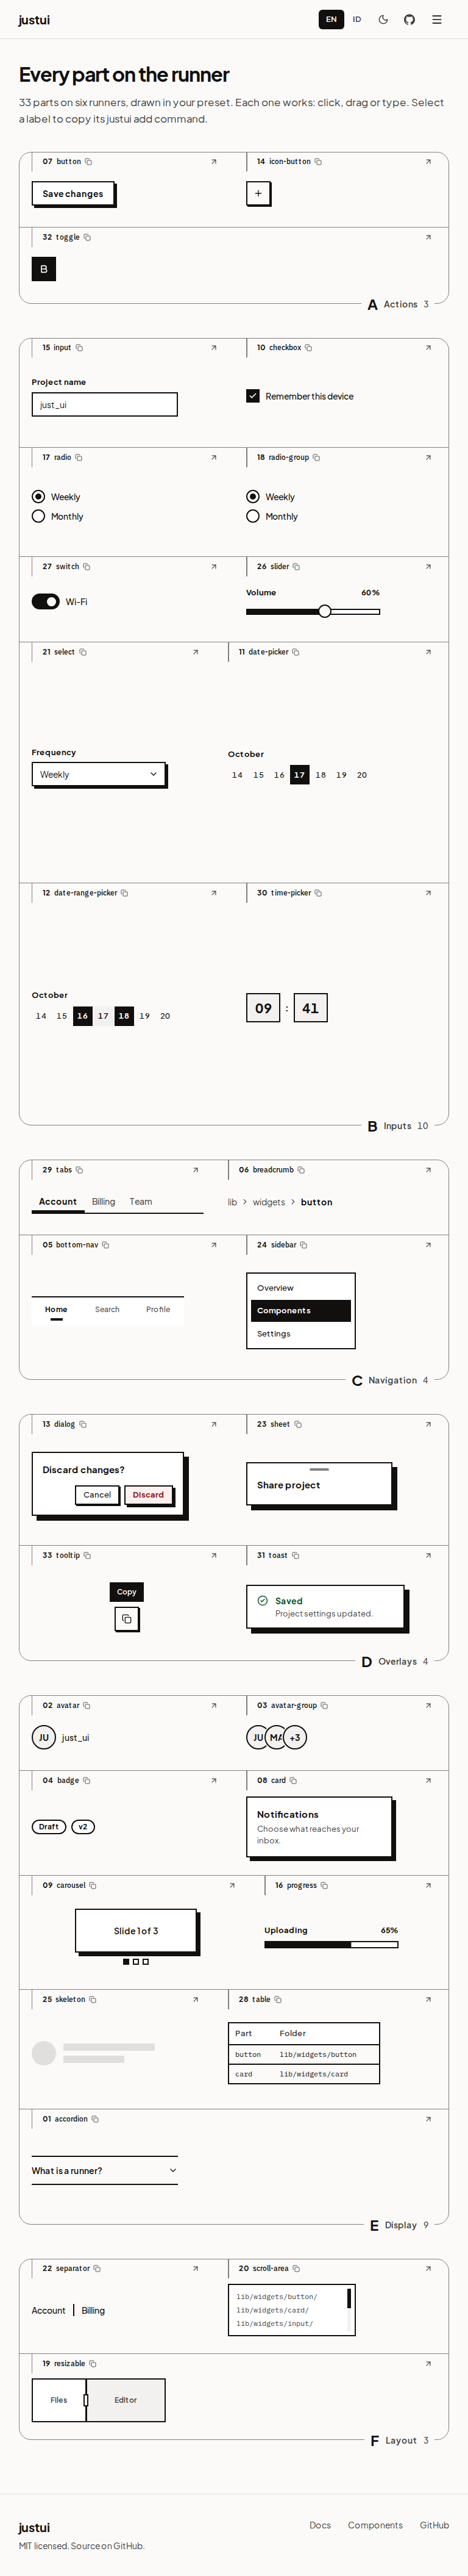 justui
EN ID
Every part on the runner
33 parts on six runners, drawn in your preset. Each one works: click, drag or type. Select
a label to copy its justui add command.
07 button
14 icon-button
Save changes
32 toggle
B
A Actions 3
15 input
10 checkbox
Project name
just_ui
Remember this device
17 radio
18 radio-group
Weekly
Monthly
Weekly
Monthly
27 switch
26 slider
Wi-Fi
Volume 60%
21 select
11 date-picker
Frequency
Weekly
October
14 15 16 17 18 19 20
12 date-range-picker
30 time-picker
October
14 15 16 17 18 19 20
09 : 41
B Inputs 10
29 tabs
06 breadcrumb
Account Billing Team
lib > widgets > button
05 bottom-nav
24 sidebar
Home Search Profile
Overview
Components
Settings
C Navigation 4
13 dialog
23 sheet
Discard changes?
Cancel Discard
Share project
33 tooltip
31 toast
Copy
Saved
Project settings updated.
D Overlays 4
02 avatar
03 avatar-group
JU just_ui
JU MA +3
04 badge
08 card
Draft v2
Notifications
Choose what reaches your
inbox.
09 carousel
16 progress
Slide 1 of 3
Uploading 65%
25 skeleton
28 table
Part Folder
button lib/widgets/button
card lib/widgets/card
01 accordion
What is a runner?
E Display 9
22 separator
20 scroll-area
Account Billing
lib/widgets/button/
lib/widgets/card/
lib/widgets/input/
19 resizable
Files Editor
F Layout 3
justui
Docs Components GitHub
MIT licensed. Source on GitHub.